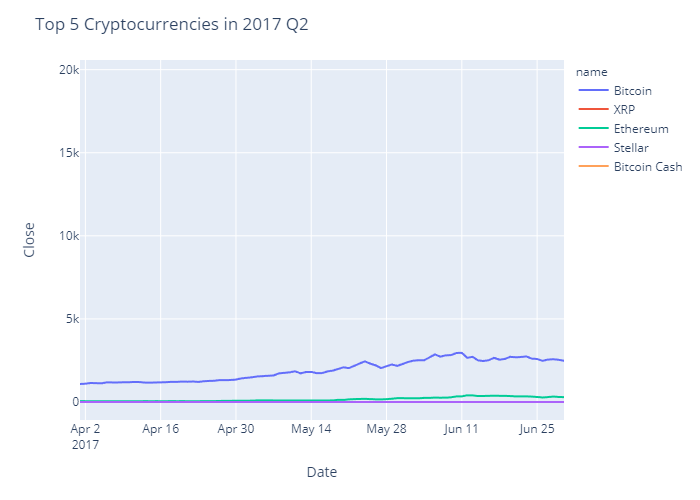 Top 5 Cryptocurrencies in 2017 Q2
20k
15k
10k
5k
0
Close
Apr 2
2017
Apr 16
Apr 30
May 14
May 28
Jun 11
Jun 25
Date
name
Bitcoin
XRP
Ethereum
Stellar
Bitcoin Cash